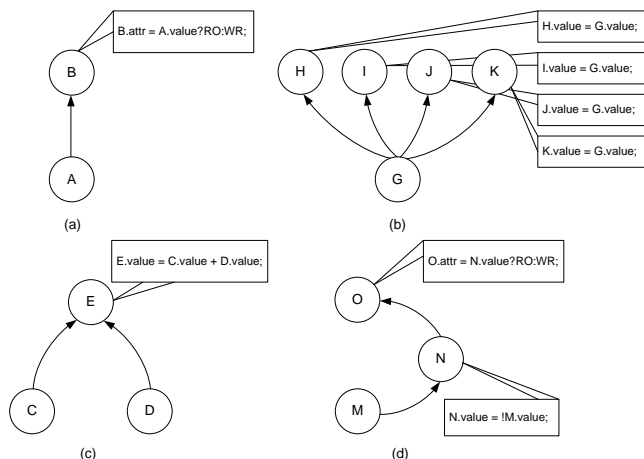 B.attr = A.value?RO:WR;
B
A
(a)
H.value = G.value;
I.value = G.value;
J.value = G.value;
K.value = G.value;
H
I
J
K
G
(b)
E.value = C.value + D.value;
E
C
D
(c)
O.attr = N.value?RO:WR;
O
N
M
N.value = !M.value;
(d)